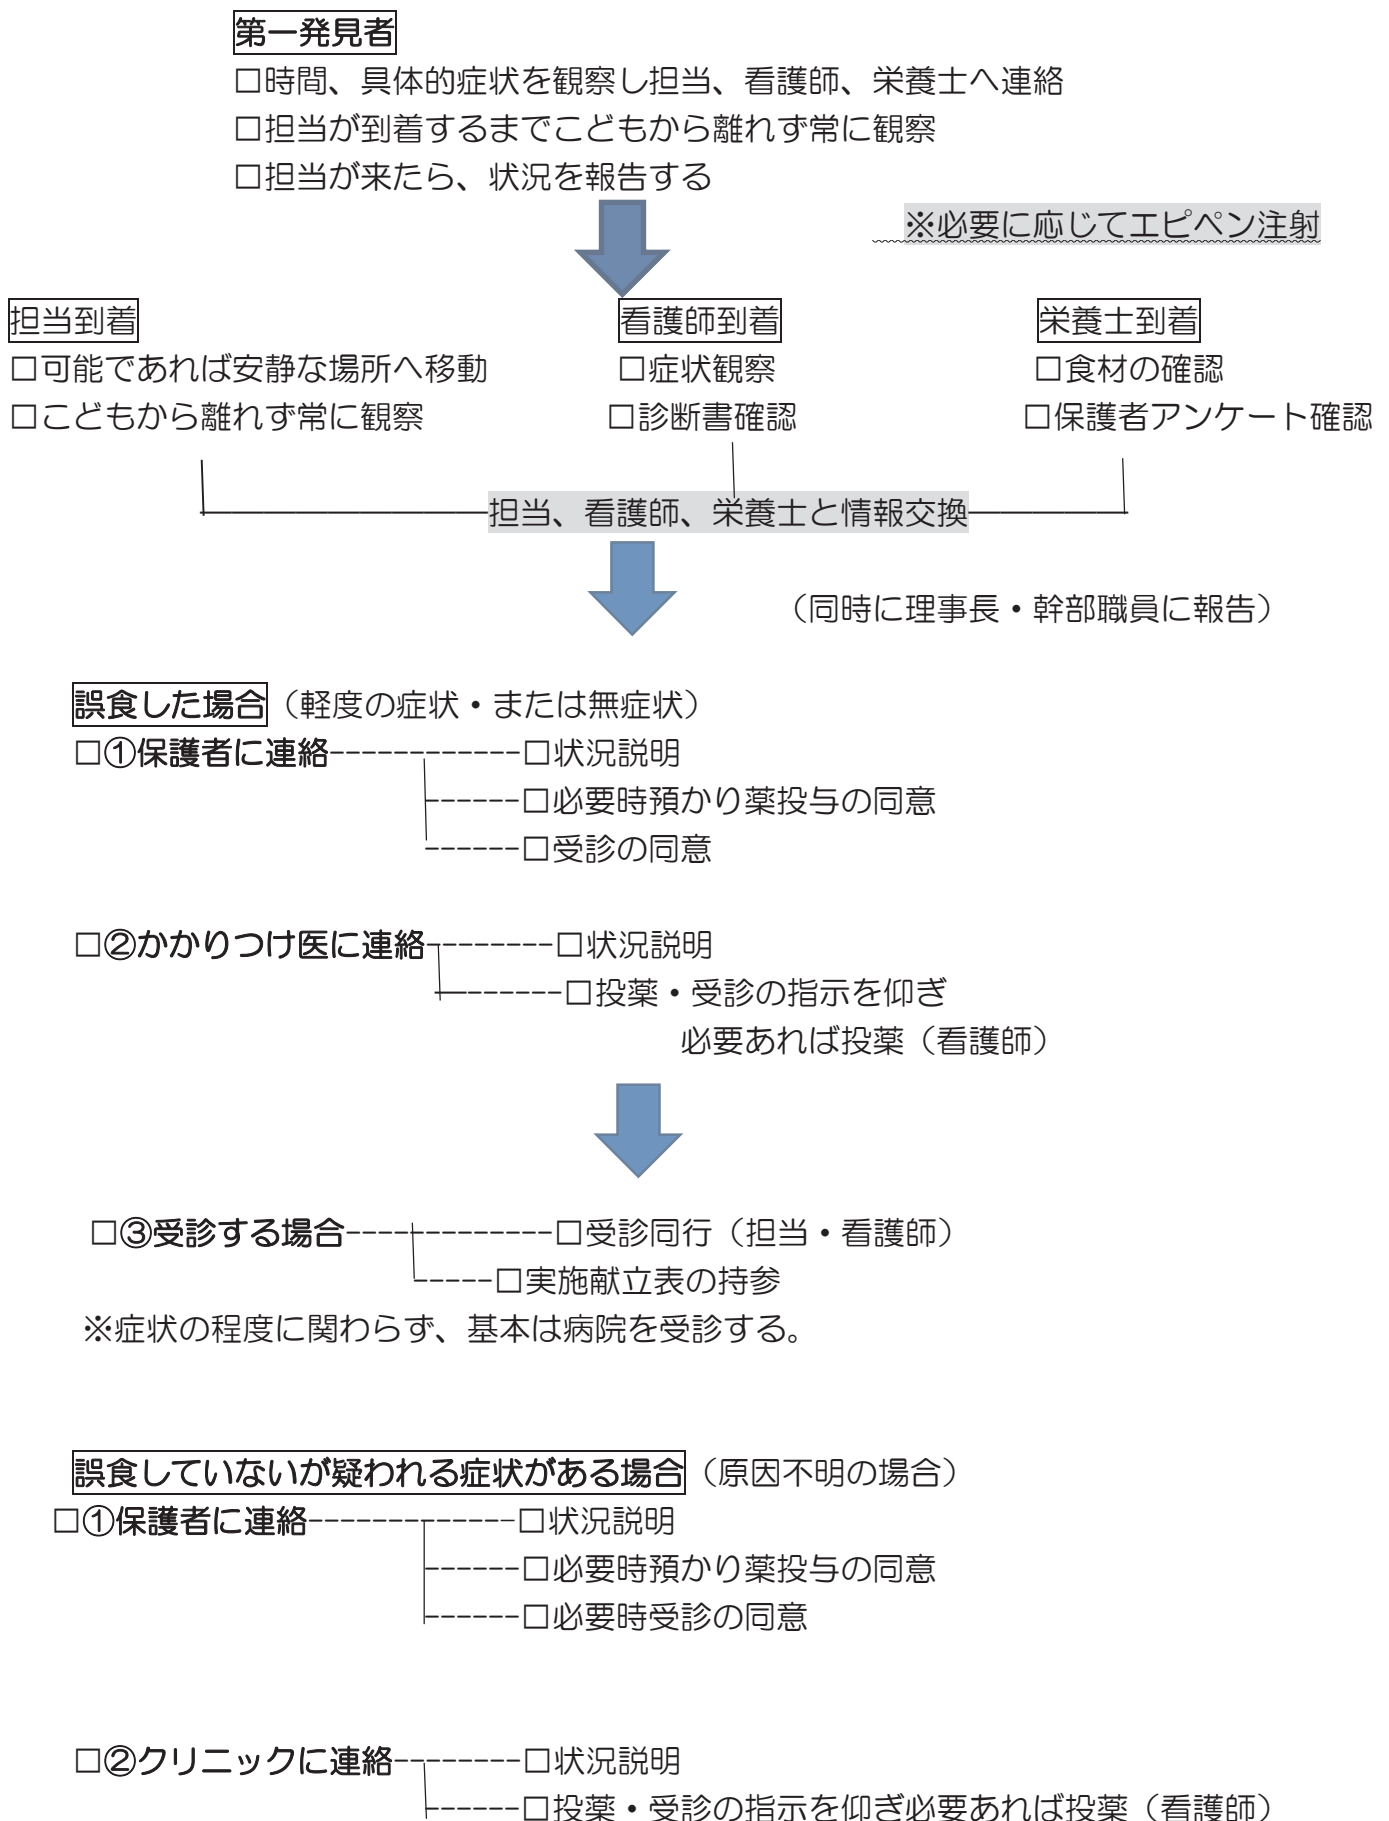 第一発見者
□時間、具体的症状を観察し担当、看護師、栄養士へ連絡
□担当が到着するまでこどもから離れず常に観察
□担当が来たら、状況を報告する
※必要に応じてエピペン注射
担当到着 看護師到着 栄養士到着
□可能であれば安静な場所へ移動 □症状観察 □食材の確認
□こどもから離れず常に観察 □診断書確認 □保護者アンケート確認
担当、看護師、栄養士と情報交換
（同時に理事長・幹部職員に報告）
誤食した場合（軽度の症状・または無症状）
□①保護者に連絡------------□状況説明
------□必要時預かり薬投与の同意
------□受診の同意
□②かかりつけ医に連絡--------□状況説明
--------□投薬・受診の指示を仰ぎ
必要あれば投薬（看護師）
□③受診する場合-------------□受診同行（担当・看護師）
-----□実施献立表の持参
※症状の程度に関わらず、基本は病院を受診する。
誤食していないが疑われる症状がある場合（原因不明の場合）
□①保護者に連絡-------------□状況説明
------□必要時預かり薬投与の同意
------□必要時受診の同意
□②クリニックに連絡--------□状況説明
------□投薬・受診の指示を仰ぎ必要あれば投薬（看護師）